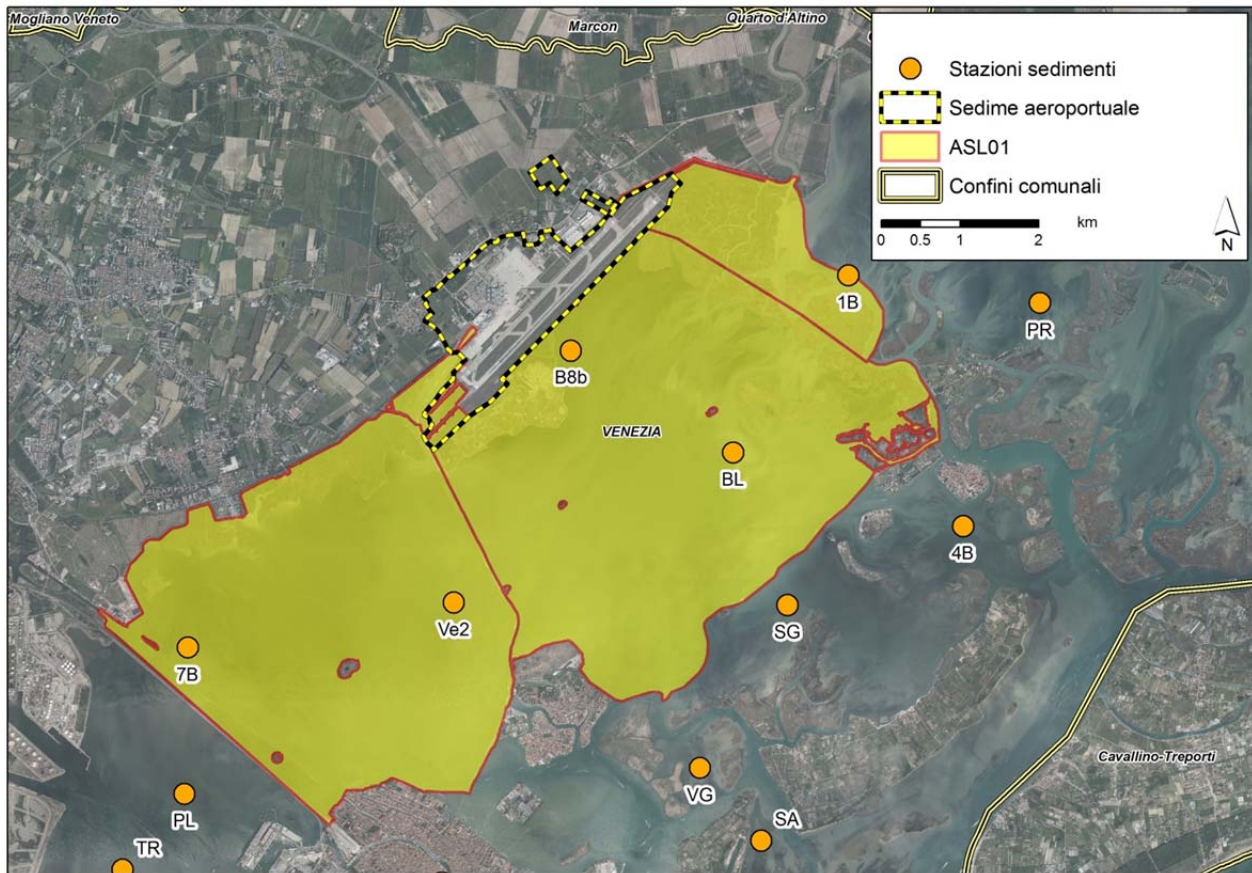 Mogliano Veneto
Marcon
Quarto d'Altino
Stazioni sedimenti
Sedime aeroportuale
ASL01
Confini comunali
km
0 0.5 1 2
N
1B
PR
B8b
VENEZIA
BL
4B
Ve2
SG
7B
Cavallino-Treporti
VG
PL
SA
TR